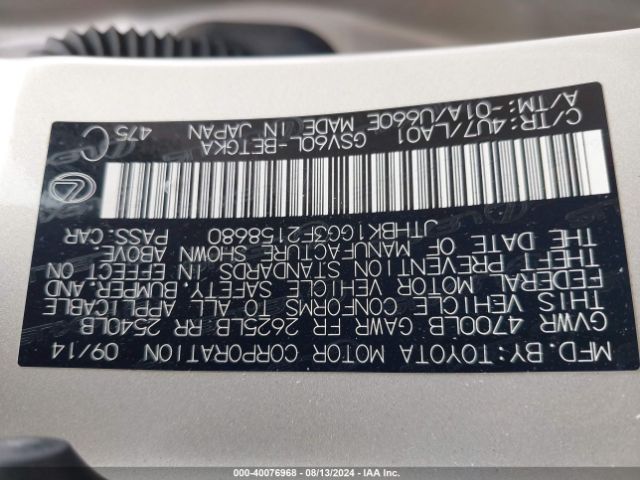 MFD. BY: TOYOTA MOTOR CORPORATION 09/14
GVWR 4700LB GAWR FR 2625LB RR 2540LB
THIS VEHICLE CONFORMS TO ALL APPLICABLE
FEDERAL MOTOR VEHICLE SAFETY, BUMPER, AND
THEFT PREVENTION STANDARDS IN EFFECT ON
THE DATE OF MANUFACTURE SHOWN ABOVE.
JTHBK1GG3F2158680 PASS. CAR
C/TR: 4U7/LA01
A/TM: -01A/U660E MADE IN JAPAN
GSV60L-BETGKA 475 C
000-40076968 | 08/13/2024 | IAA Inc.